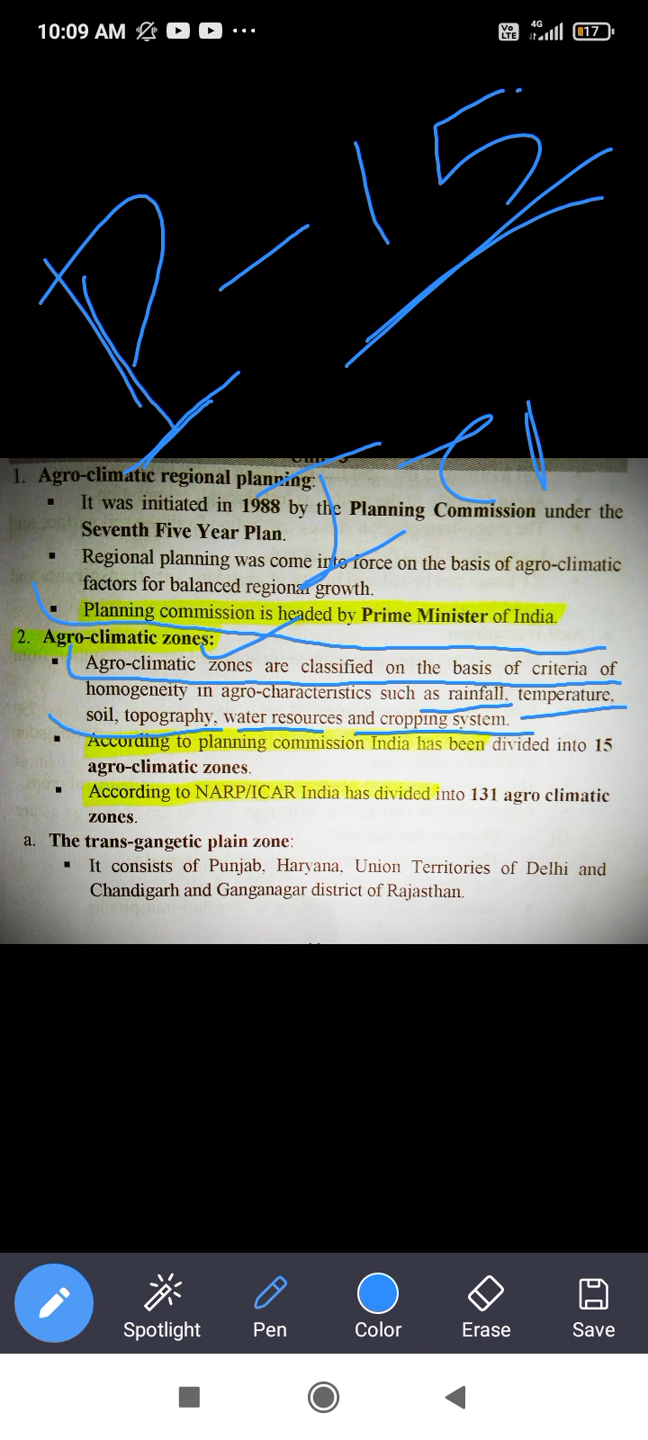 10:09 AM
Vo LTE 4G 17
P - 15
1. Agro-climatic regional planning:
▪ It was initiated in 1988 by the Planning Commission under the
Seventh Five Year Plan.
▪ Regional planning was come into force on the basis of agro-climatic
factors for balanced regional growth.
▪ Planning commission is headed by Prime Minister of India.
2. Agro-climatic zones:
▪ Agro-climatic zones are classified on the basis of criteria of
homogeneity in agro-characteristics such as rainfall, temperature,
soil, topography, water resources and cropping system.
▪ According to planning commission India has been divided into 15
agro-climatic zones.
▪ According to NARP/ICAR India has divided into 131 agro climatic
zones.
a. The trans-gangetic plain zone:
▪ It consists of Punjab, Haryana, Union Territories of Delhi and
Chandigarh and Ganganagar district of Rajasthan.
Spotlight Pen Color Erase Save